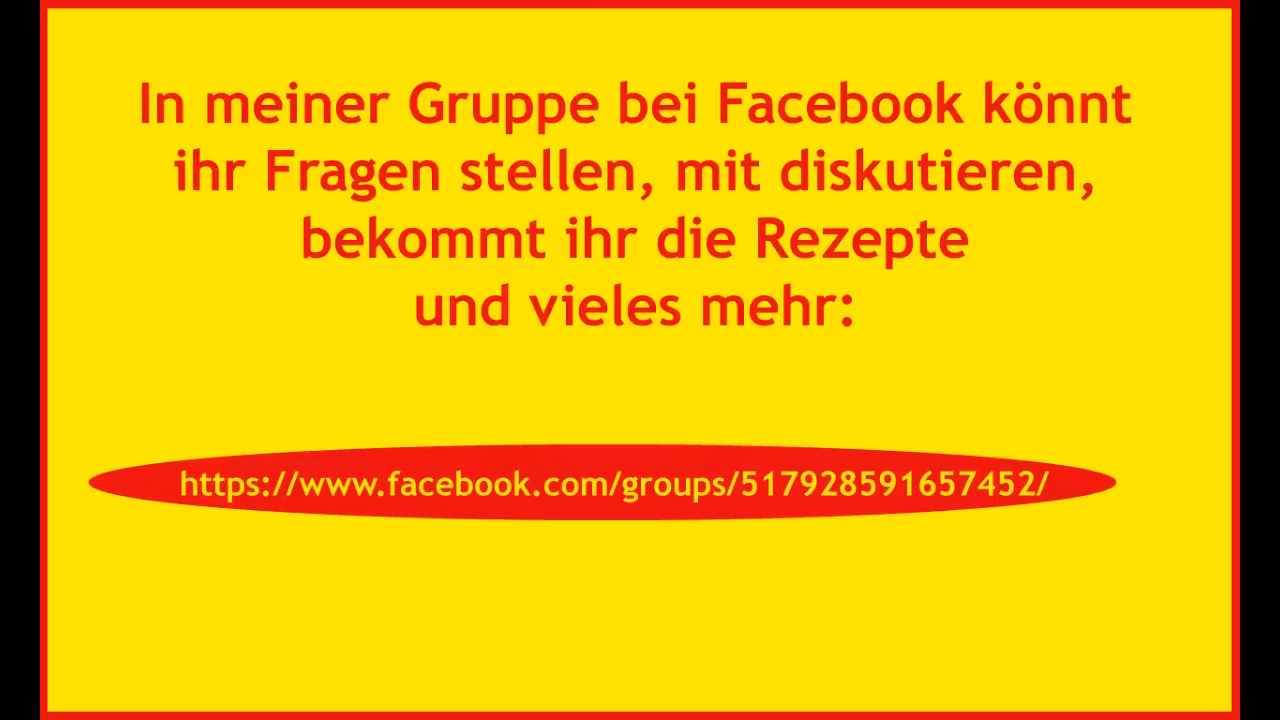 In meiner Gruppe bei Facebook könnt
ihr Fragen stellen, mit diskutieren,
bekommt ihr die Rezepte
und vieles mehr:
https://www.facebook.com/groups/517928591657452/